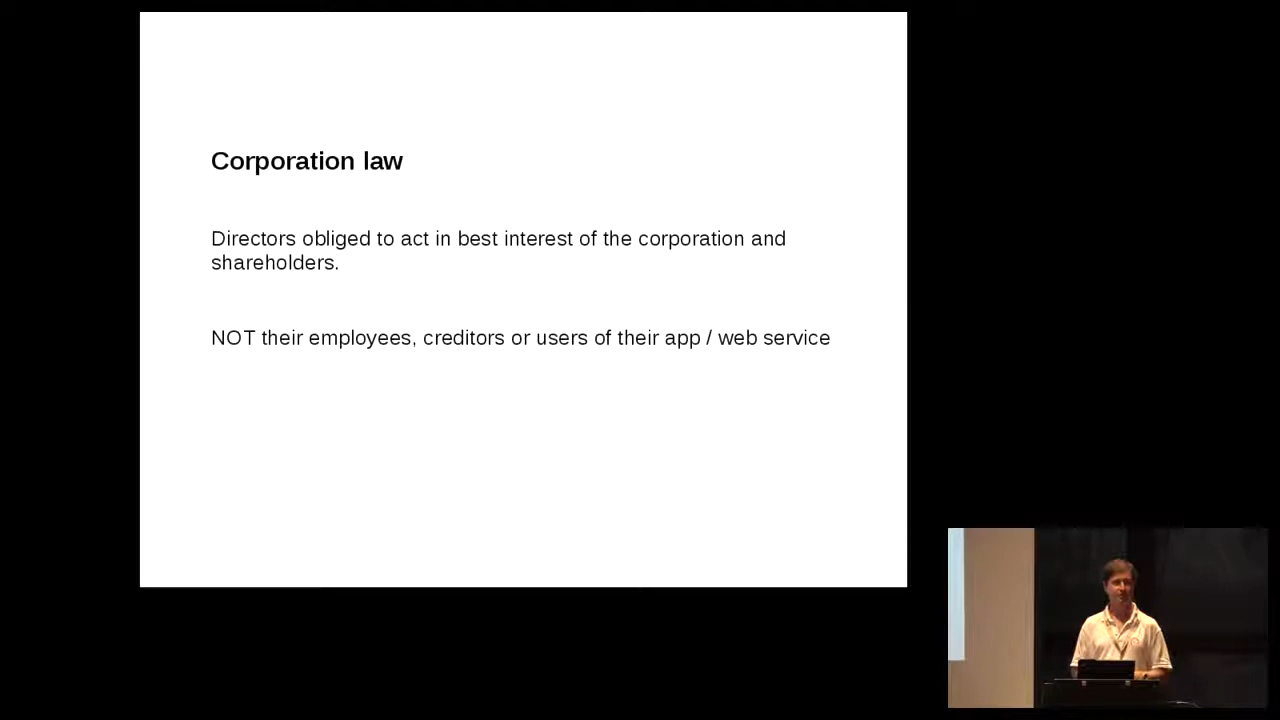 Corporation law
Directors obliged to act in best interest of the corporation and
shareholders.
NOT their employees, creditors or users of their app / web service